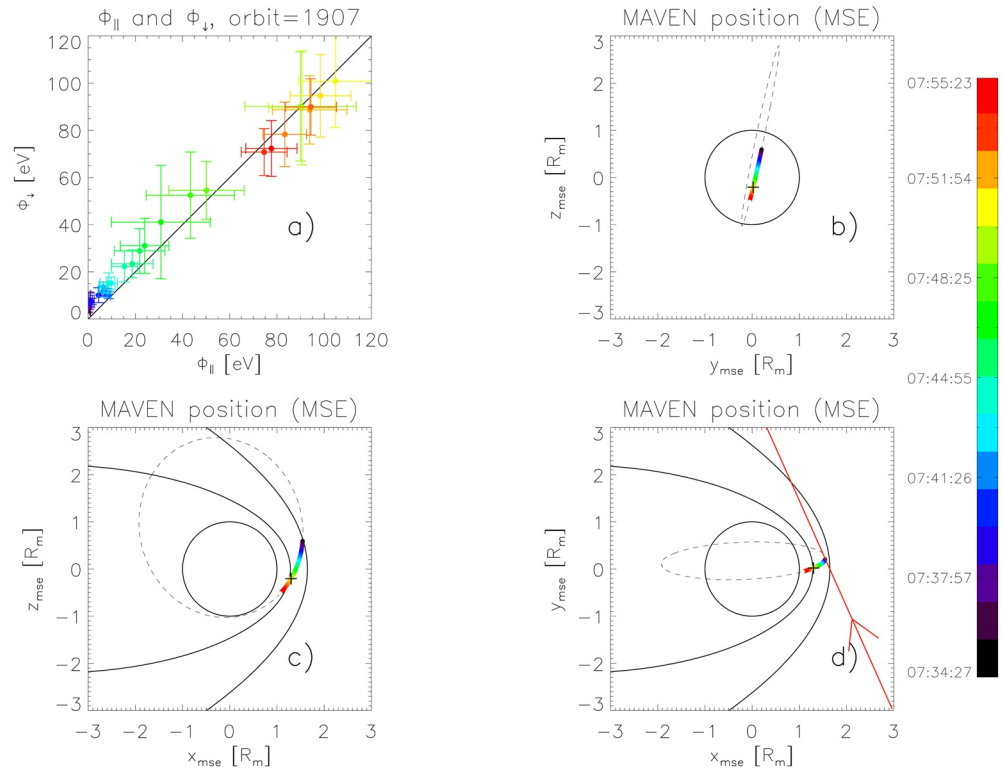 Φ∥ and Φ↓, orbit=1907
120
100
80
60
40
20
0
Φ↓ [eV]
a)
0 20 40 60 80 100 120
Φ∥ [eV]
MAVEN position (MSE)
3
2
1
0
−1
−2
−3
zmse [Rm]
b)
−3 −2 −1 0 1 2 3
ymse [Rm]
MAVEN position (MSE)
3
2
1
0
−1
−2
−3
zmse [Rm]
c)
−3 −2 −1 0 1 2 3
xmse [Rm]
MAVEN position (MSE)
3
2
1
0
−1
−2
−3
ymse [Rm]
d)
−3 −2 −1 0 1 2 3
xmse [Rm]
07:55:23
07:51:54
07:48:25
07:44:55
07:41:26
07:37:57
07:34:27